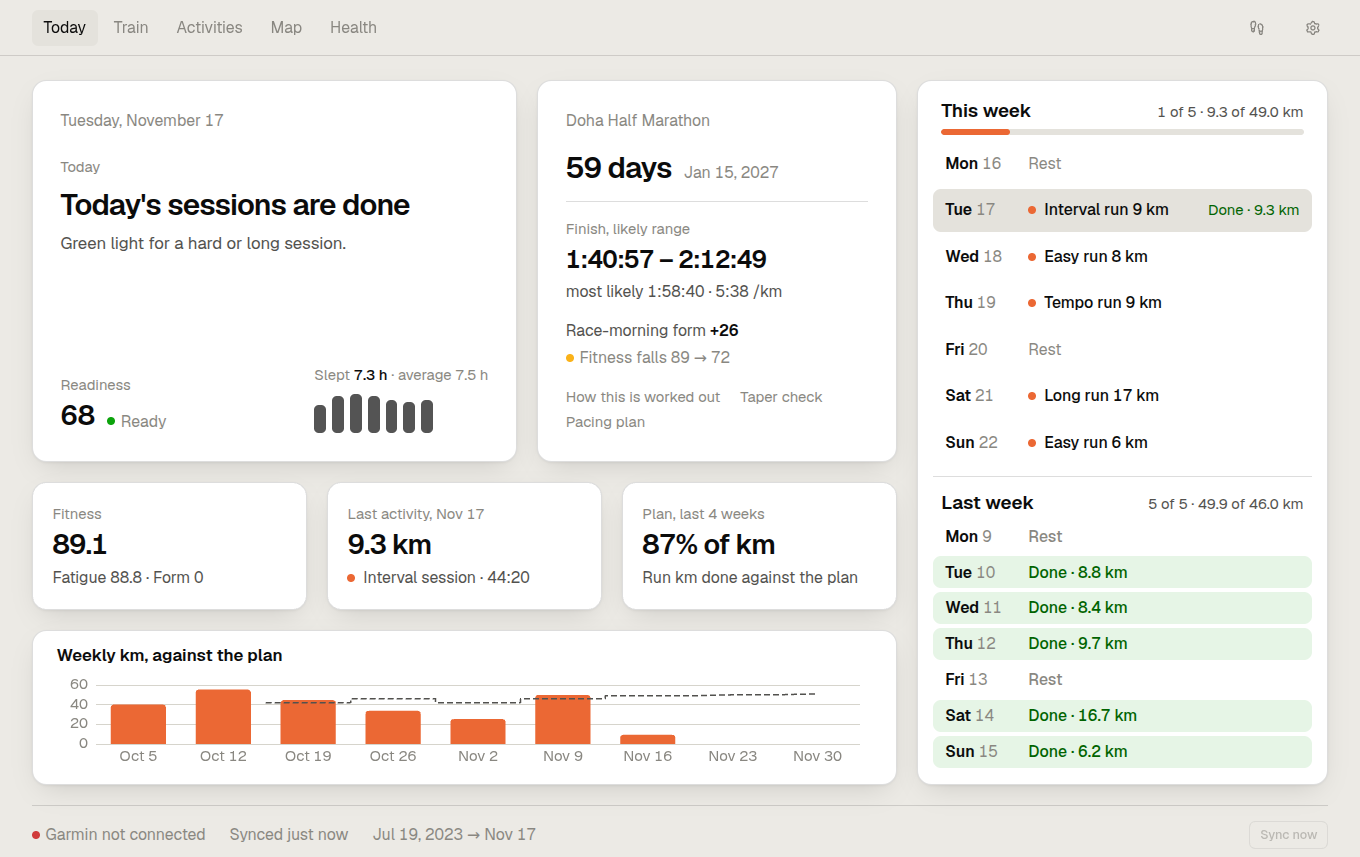 Today Train Activities Map Health
Tuesday, November 17
Today
Today's sessions are done
Green light for a hard or long session.
Readiness
68 Ready
Slept 7.3 h · average 7.5 h
Doha Half Marathon
59 days Jan 15, 2027
Finish, likely range
1:40:57 – 2:12:49
most likely 1:58:40 · 5:38 /km
Race-morning form +26
Fitness falls 89 → 72
How this is worked out Taper check
Pacing plan
This week 1 of 5 · 9.3 of 49.0 km
Mon 16 Rest
Tue 17 Interval run 9 km Done · 9.3 km
Wed 18 Easy run 8 km
Thu 19 Tempo run 9 km
Fri 20 Rest
Sat 21 Long run 17 km
Sun 22 Easy run 6 km
Last week 5 of 5 · 49.9 of 46.0 km
Mon 9 Rest
Tue 10 Done · 8.8 km
Wed 11 Done · 8.4 km
Thu 12 Done · 9.7 km
Fri 13 Rest
Sat 14 Done · 16.7 km
Sun 15 Done · 6.2 km
Fitness
89.1
Fatigue 88.8 · Form 0
Last activity, Nov 17
9.3 km
Interval session · 44:20
Plan, last 4 weeks
87% of km
Run km done against the plan
Weekly km, against the plan
60
40
20
0
Oct 5 Oct 12 Oct 19 Oct 26 Nov 2 Nov 9 Nov 16 Nov 23 Nov 30
Garmin not connected Synced just now Jul 19, 2023 → Nov 17 Sync now